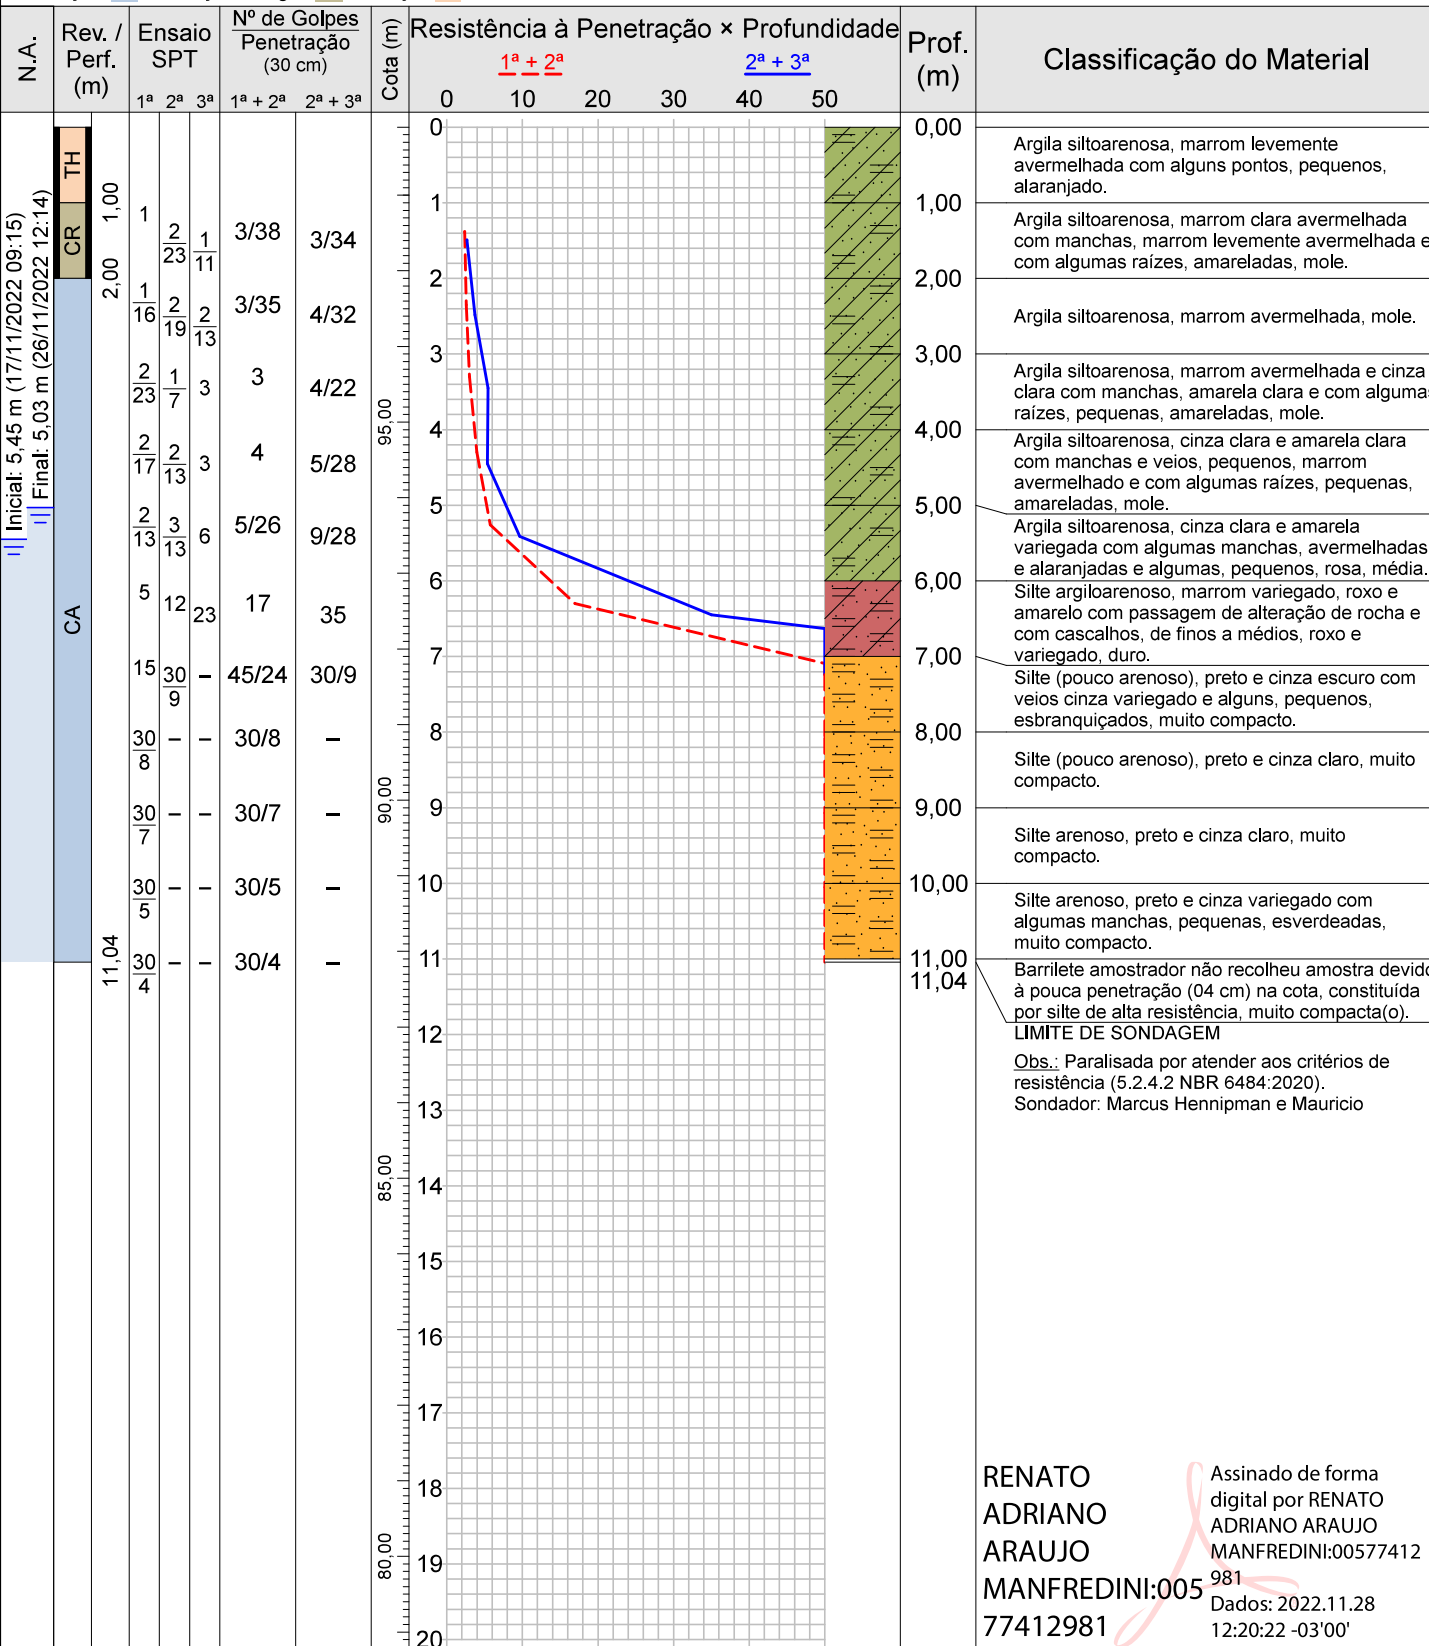 N.A.
Rev. /
Perf.
(m)
Ensaio
SPT
1ª 2ª 3ª
Nº de Golpes
Penetração
(30 cm)
1ª + 2ª 2ª + 3ª
Cota (m)
Resistência à Penetração × Profundidade
1ª + 2ª 2ª + 3ª
0 10 20 30 40 50
Prof.
(m)
Classificação do Material
Inicial: 5,45 m (17/11/2022 09:15)
Final: 5,03 m (26/11/2022 12:14)
TH
CR
CA
1,00
2,00
11,04
1 2/23 1/11 3/38 3/34
1/16 2/19 2/13 3/35 4/32
2/23 1/7 3 3 4/22
2/17 2/13 3 4 5/28
2/13 3/13 6 5/26 9/28
5 12 23 17 35
15 30/9 – 45/24 30/9
30/8 – – 30/8 –
30/7 – – 30/7 –
30/5 – – 30/5 –
30/4 – – 30/4 –
95,00
90,00
85,00
80,00
0
1
2
3
4
5
6
7
8
9
10
11
12
13
14
15
16
17
18
19
20
0,00
Argila siltoarenosa, marrom levemente
avermelhada com alguns pontos, pequenos,
alaranjado.
1,00
Argila siltoarenosa, marrom clara avermelhada
com manchas, marrom levemente avermelhada e
com algumas raízes, amareladas, mole.
2,00
Argila siltoarenosa, marrom avermelhada, mole.
3,00
Argila siltoarenosa, marrom avermelhada e cinza
clara com manchas, amarela clara e com algumas
raízes, pequenas, amareladas, mole.
4,00
Argila siltoarenosa, cinza clara e amarela clara
com manchas e veios, pequenos, marrom
avermelhado e com algumas raízes, pequenas,
amareladas, mole.
5,00
Argila siltoarenosa, cinza clara e amarela
variegada com algumas manchas, avermelhadas
e alaranjadas e algumas, pequenos, rosa, média.
6,00
Silte argiloarenoso, marrom variegado, roxo e
amarelo com passagem de alteração de rocha e
com cascalhos, de finos a médios, roxo e
variegado, duro.
7,00
Silte (pouco arenoso), preto e cinza escuro com
veios cinza variegado e alguns, pequenos,
esbranquiçados, muito compacto.
8,00
Silte (pouco arenoso), preto e cinza claro, muito
compacto.
9,00
Silte arenoso, preto e cinza claro, muito
compacto.
10,00
Silte arenoso, preto e cinza variegado com
algumas manchas, pequenas, esverdeadas,
muito compacto.
11,00
11,04
Barrilete amostrador não recolheu amostra devido
à pouca penetração (04 cm) na cota, constituída
por silte de alta resistência, muito compacta(o).
LIMITE DE SONDAGEM
Obs.: Paralisada por atender aos critérios de
resistência (5.2.4.2 NBR 6484:2020).
Sondador: Marcus Hennipman e Mauricio
RENATO
ADRIANO
ARAUJO
MANFREDINI:005
77412981
Assinado de forma
digital por RENATO
ADRIANO ARAUJO
MANFREDINI:00577412
981
Dados: 2022.11.28
12:20:22 -03'00'